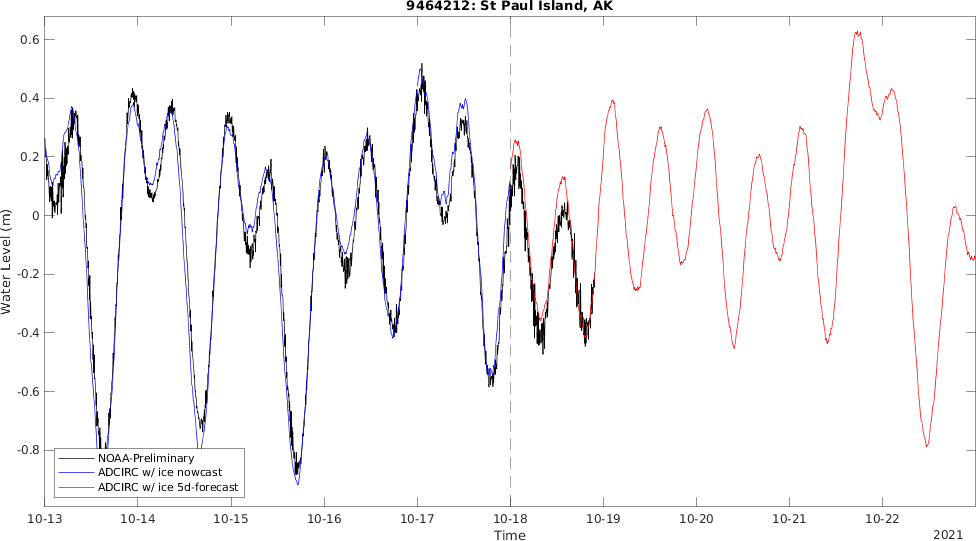 9464212: St Paul Island, AK
0.6
0.4
0.2
0
-0.2
-0.4
-0.6
-0.8
Water Level (m)
NOAA-Preliminary
ADCIRC w/ ice nowcast
ADCIRC w/ ice 5d-forecast
10-13 10-14 10-15 10-16 10-17 10-18 10-19 10-20 10-21 10-22
Time
2021